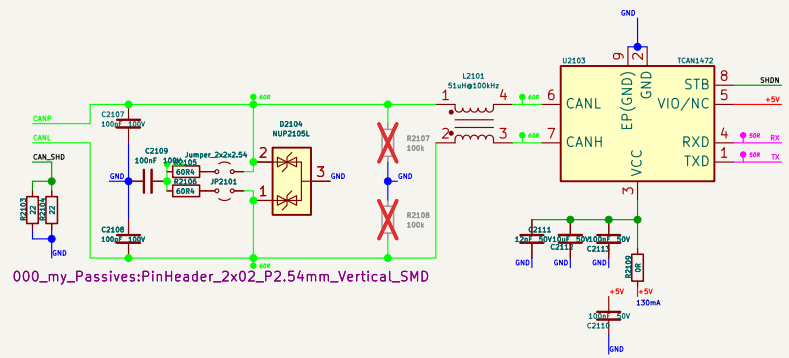 GND
U2103
TCAN1472
9
2
L2101
51uH@100kHz
EP(GND)
GND
STB
8
SHDN
60R
1
4
60R
6
CANL
VIO/NC
5
+5V
CANP
C2107
100nF 100V
D2104
NUP2105L
R2107
100k
2
3
60R
7
CANH
RXD
4
50R
RX
CANL
C2109
100nF 100V
Jumper_2x2x2.54
R2105
60R4
2
VCC
TXD
1
50R
TX
CAN_SHD
GND
R2106
60R4
JP2101
1
3
GND
GND
3
R2103
22
R2104
22
C2108
100nF 100V
R2108
100k
C2111
12nF 50V
10uF 50V
C2112
100nF 50V
C2113
GND
60R
GND
GND
GND
R2109
0R
000_my_Passives:PinHeader_2x02_P2.54mm_Vertical_SMD
+5V
+5V
130mA
100nF 50V
C2110
GND